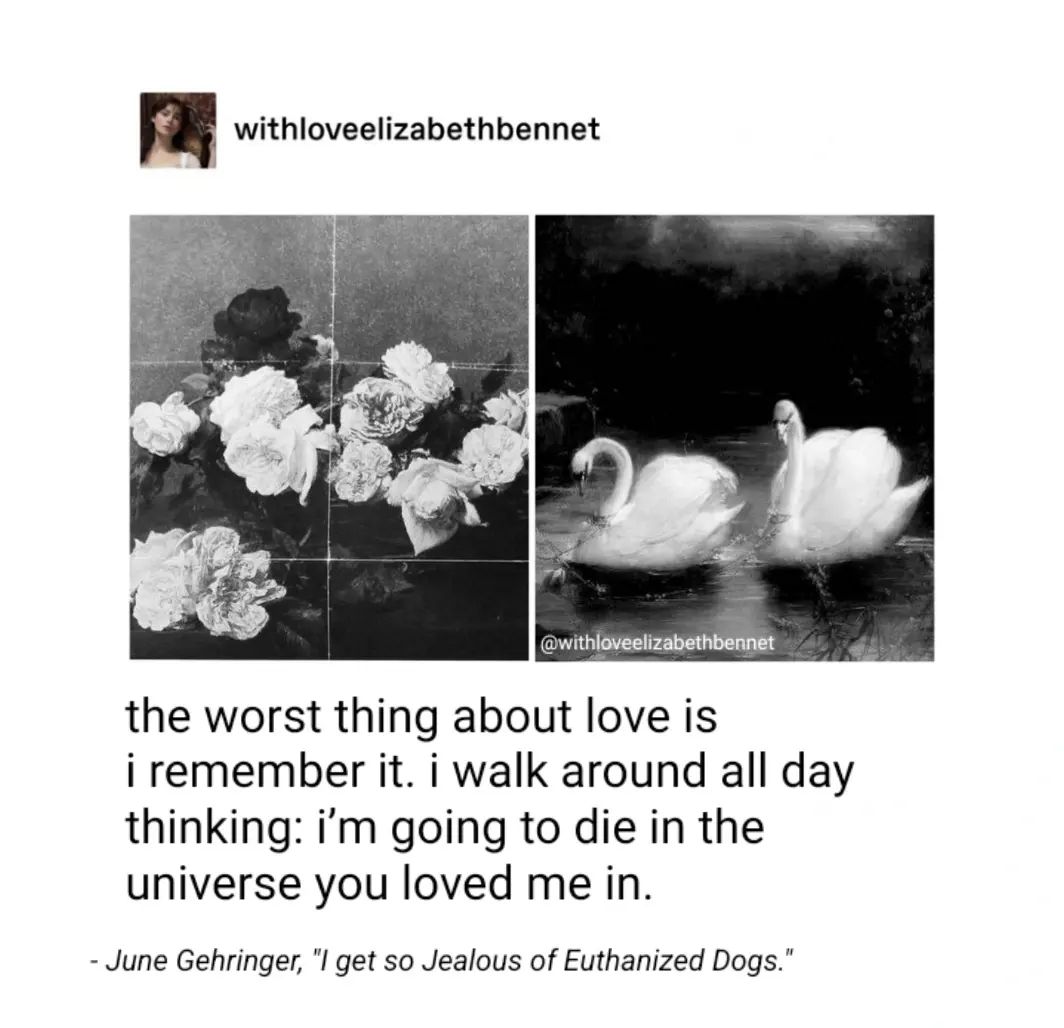 withloveelizabethbennet
@withloveelizabethbennet
the worst thing about love is
i remember it. i walk around all day
thinking: i’m going to die in the
universe you loved me in.
- June Gehringer, "I get so Jealous of Euthanized Dogs."